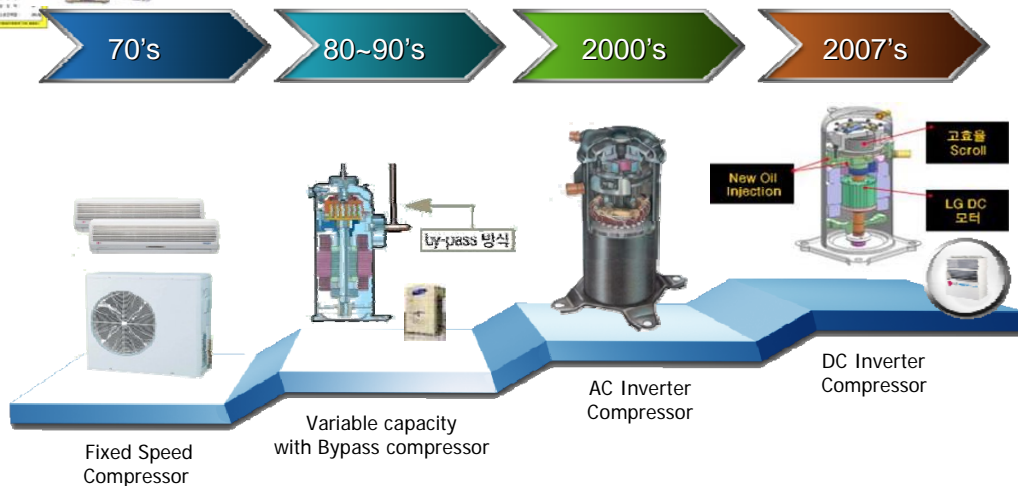 70's
80~90's
2000's
2007's
고효율
Scroll
New Oil
Injection
LG DC
모터
by-pass 방식
Fixed Speed
Compressor
Variable capacity
with Bypass compressor
AC Inverter
Compressor
DC Inverter
Compressor